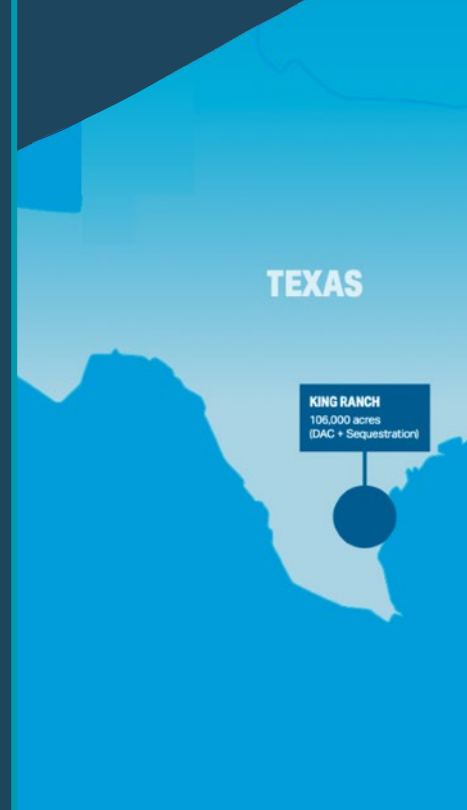 TEXAS
KING RANCH
106,000 acres
(DAC + Sequestration)